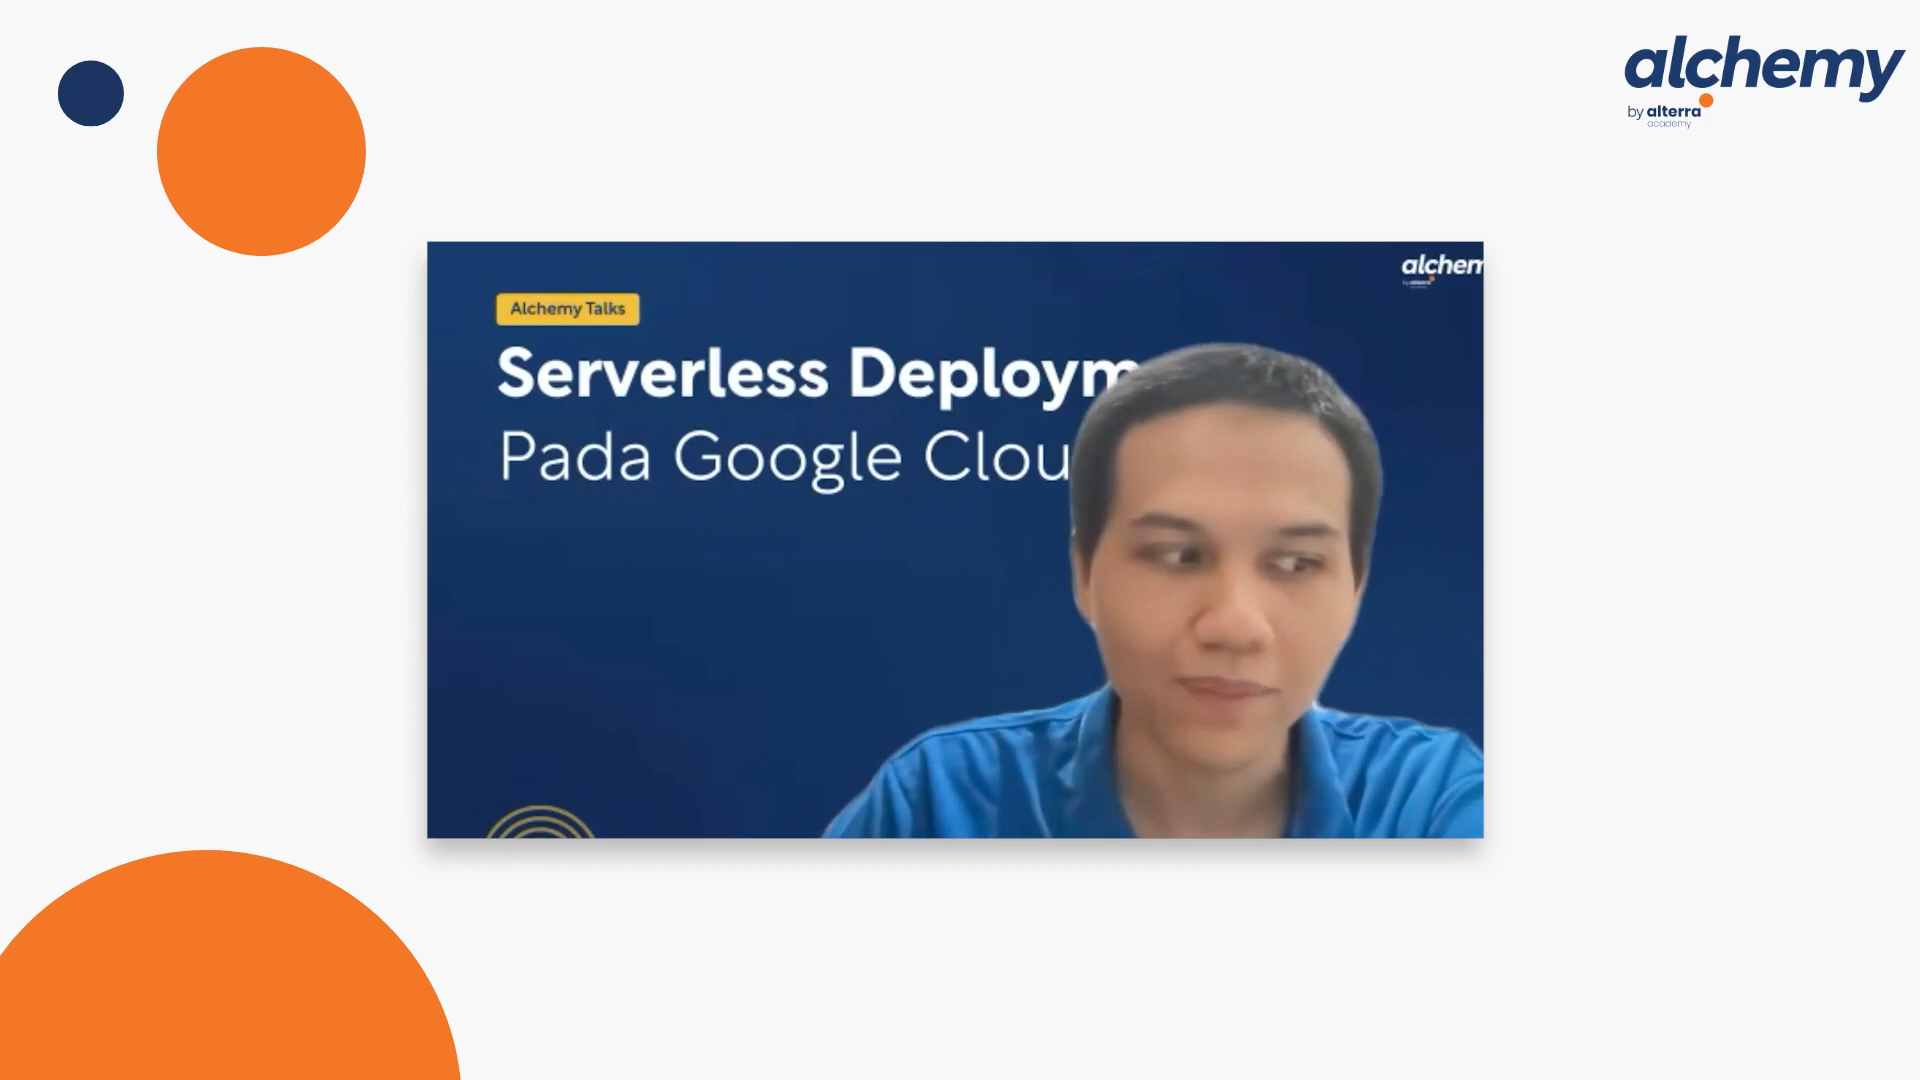 alchemy
by alterra
academy
alchem
Alchemy Talks
Serverless Deploym
Pada Google Clou